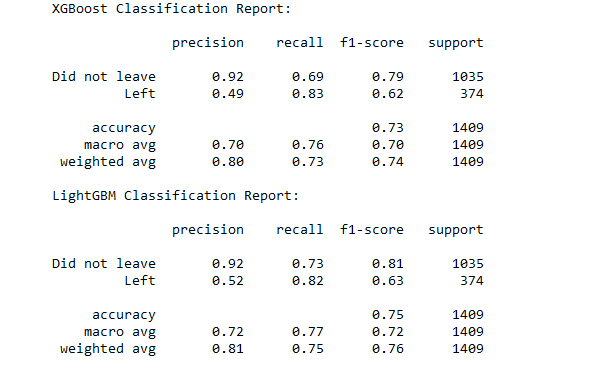 XGBoost Classification Report:
precision recall f1-score support
Did not leave 0.92 0.69 0.79 1035
Left 0.49 0.83 0.62 374
accuracy 0.73 1409
macro avg 0.70 0.76 0.70 1409
weighted avg 0.80 0.73 0.74 1409
LightGBM Classification Report:
precision recall f1-score support
Did not leave 0.92 0.73 0.81 1035
Left 0.52 0.82 0.63 374
accuracy 0.75 1409
macro avg 0.72 0.77 0.72 1409
weighted avg 0.81 0.75 0.76 1409